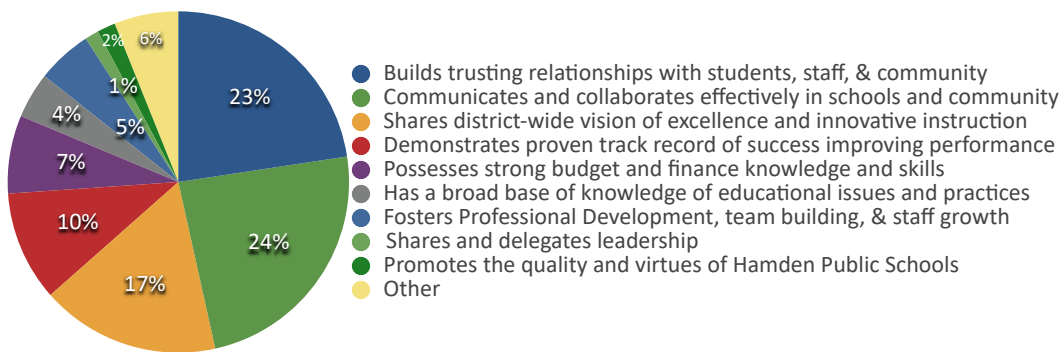 2%
6%
1%
23%
4%
5%
7%
10%
24%
17%
Builds trusting relationships with students, staff, & community
Communicates and collaborates effectively in schools and community
Shares district-wide vision of excellence and innovative instruction
Demonstrates proven track record of success improving performance
Possesses strong budget and finance knowledge and skills
Has a broad base of knowledge of educational issues and practices
Fosters Professional Development, team building, & staff growth
Shares and delegates leadership
Promotes the quality and virtues of Hamden Public Schools
Other